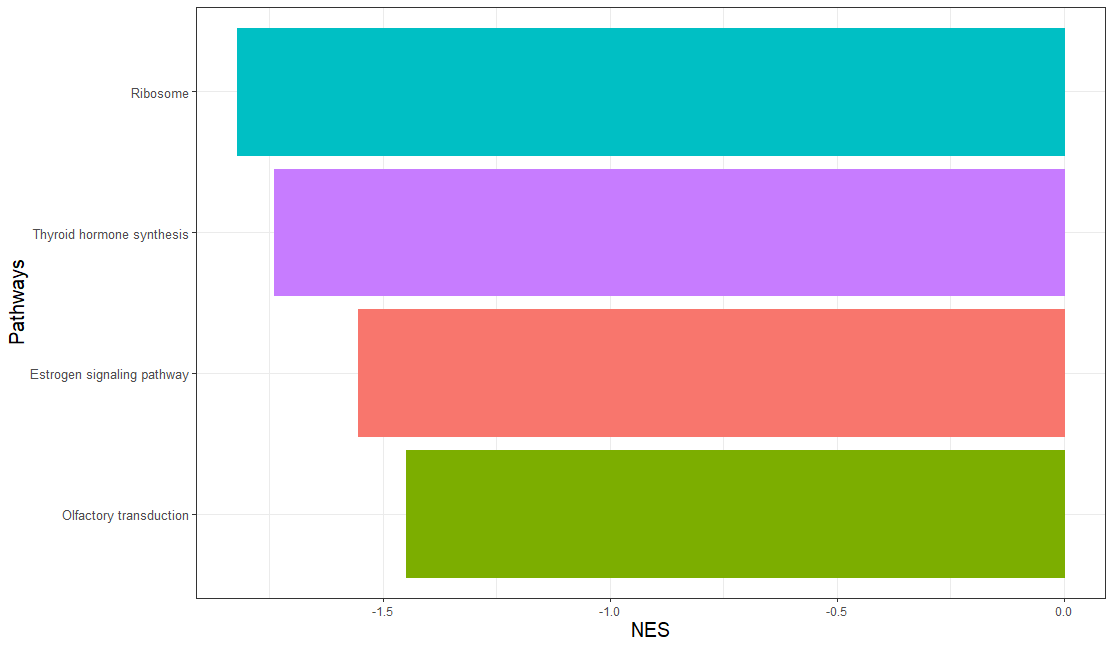 Pathways
Ribosome
Thyroid hormone synthesis
Estrogen signaling pathway
Olfactory transduction
-1.5 -1.0 -0.5 0.0
NES